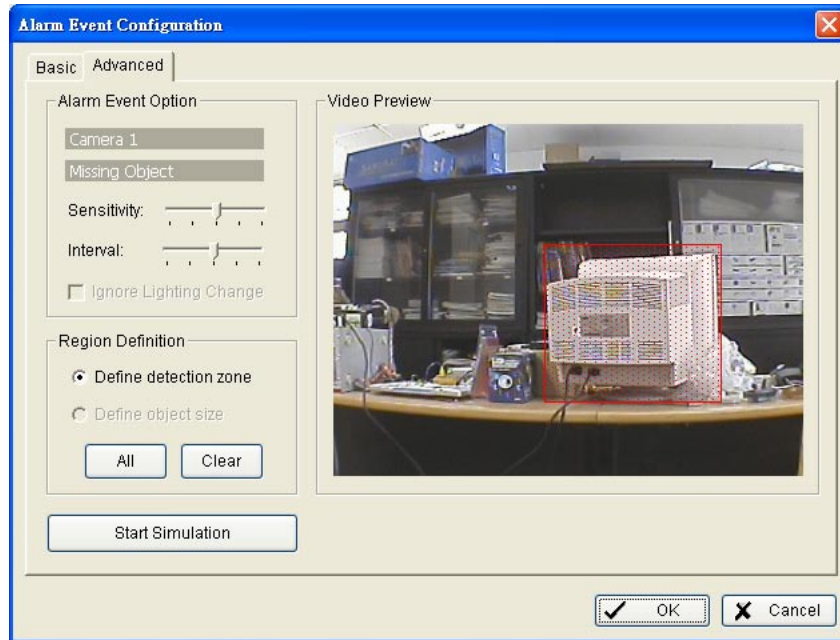 Alarm Event Configuration
Basic
Advanced
Alarm Event Option
Camera 1
Missing Object
Sensitivity:
Interval:
Ignore Lighting Change
Region Definition
Define detection zone
Define object size
All
Clear
Start Simulation
Video Preview
OK
Cancel